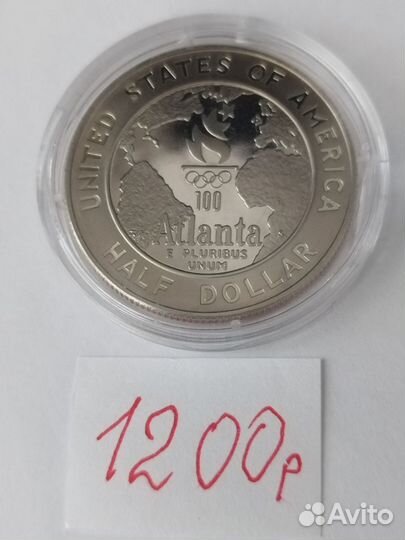 UNITED STATES OF AMERICA
100
Atlanta
E PLURIBUS
UNUM
HALF DOLLAR
1200р
Avito